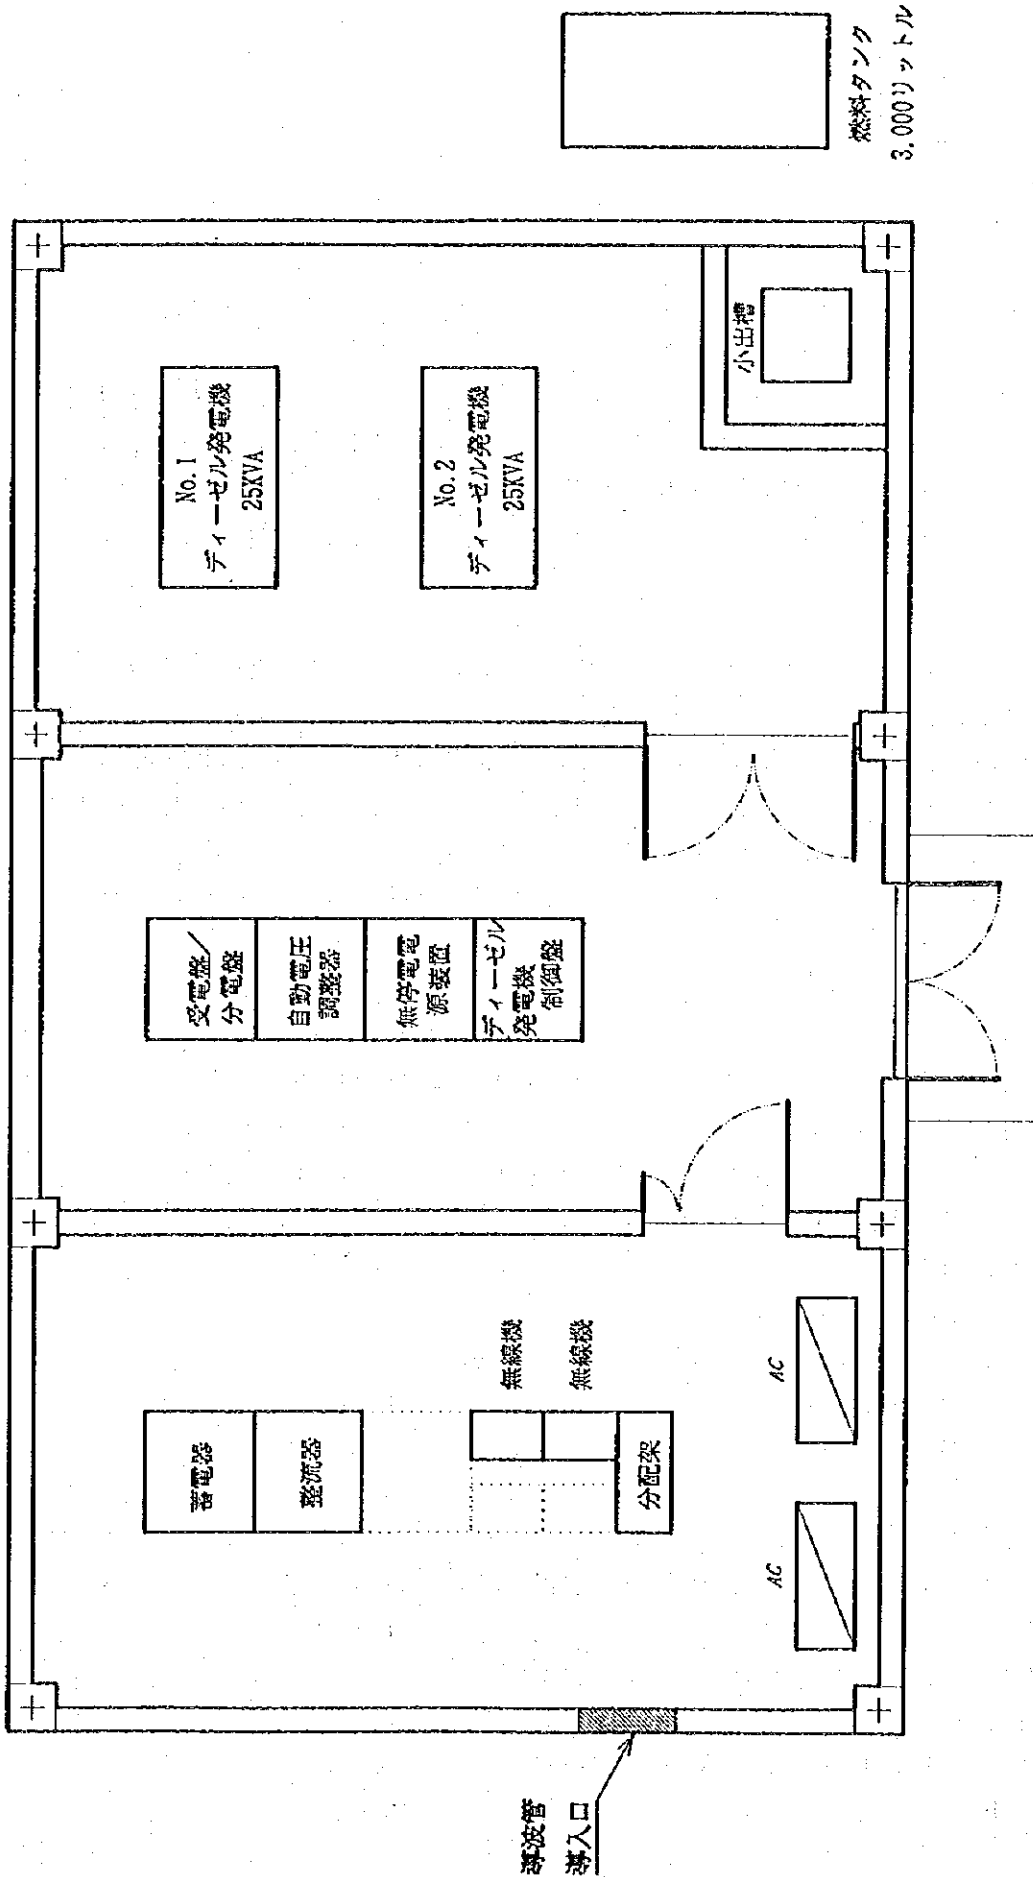 導波管
導入口
蓄電器
整流器
無線機
無線機
分配架
AC
AC
受電盤／
分電盤
自動電圧
調整器
無停電電
源装置
ディーゼル
発電機
制御盤
No.1
ディーゼル発電機
25KVA
No.2
ディーゼル発電機
25KVA
小出槽
燃料タンク
3,000リットル